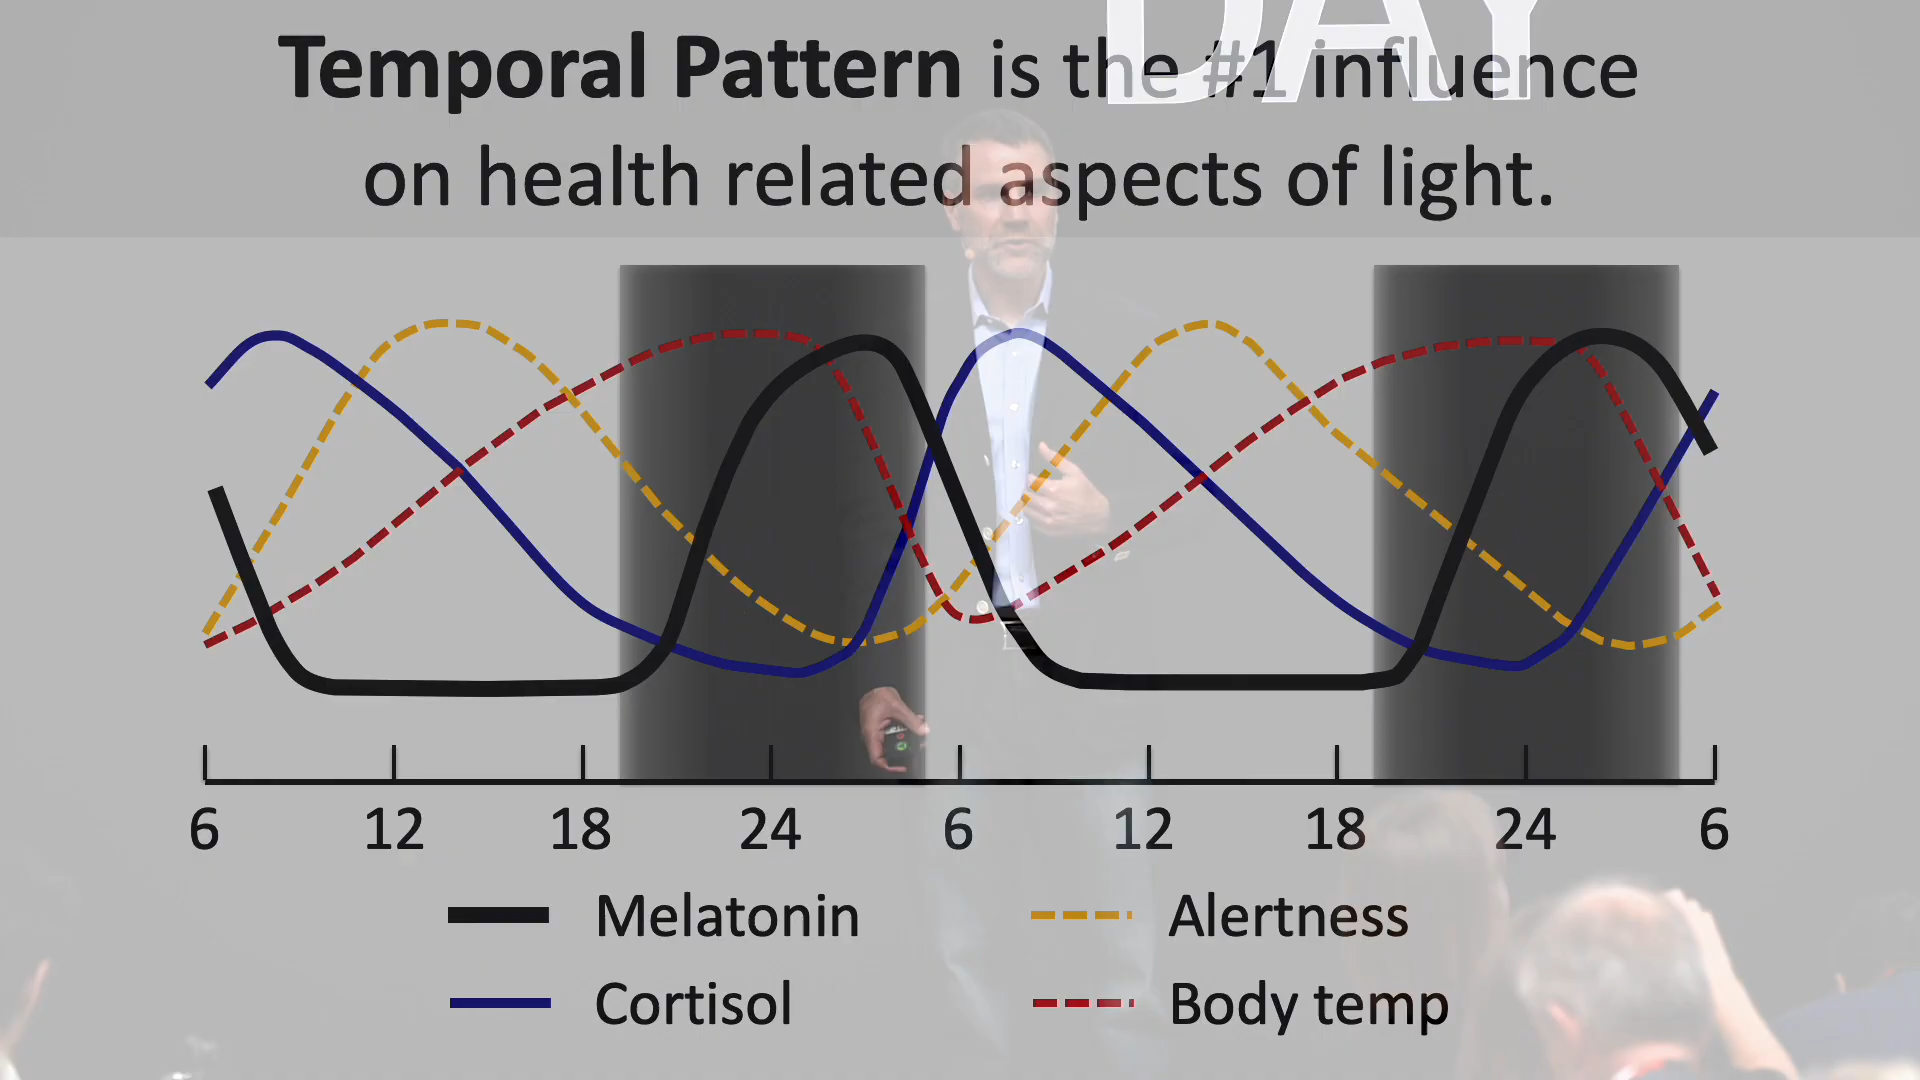 DAY
Temporal Pattern is the #1 influence
on health related aspects of light.
6 12 18 24 6 12 18 24 6
Melatonin Alertness
Cortisol Body temp